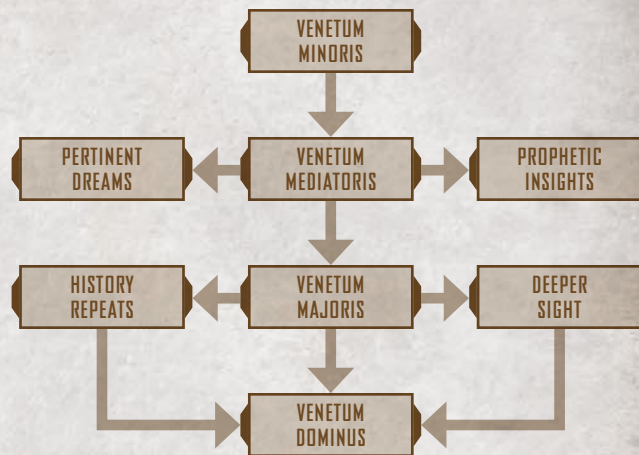 VENETUM
MINORIS
PERTINENT
DREAMS
VENETUM
MEDIATORIS
PROPHETIC
INSIGHTS
HISTORY
REPEATS
VENETUM
MAJORIS
DEEPER
SIGHT
VENETUM
DOMINUS